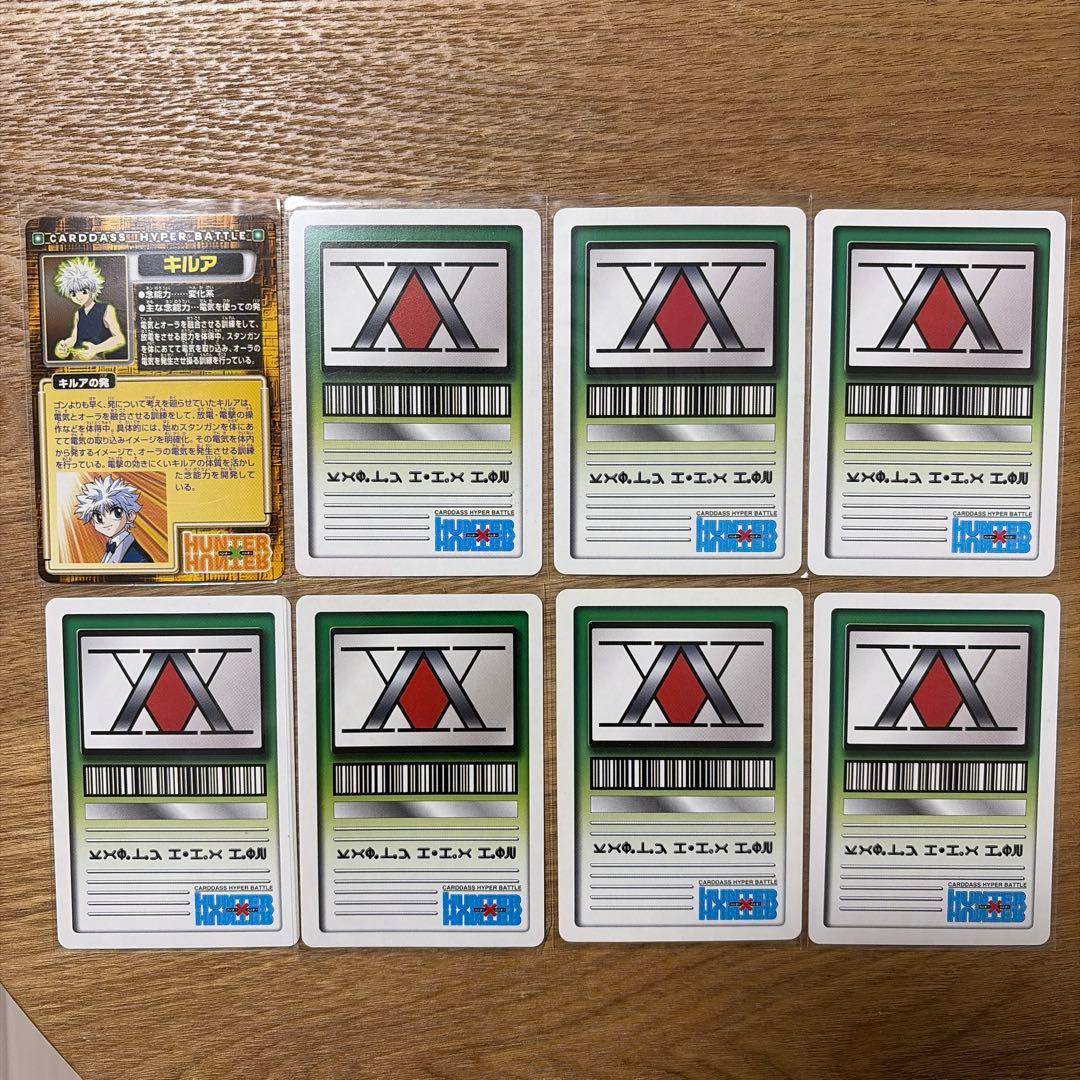 CARDDASS HYPER BATTLE
キルア
●念能力……変化系
●主な念能力…電気を使っての発
電気とオーラを融合させる訓練をして、
放電をさせる能力を体得中。スタンガン
を体にあてて電気を取り込み、オーラの
電気を発生させ操る訓練を行っている。
キルアの発
ゴンよりも早く、発について考えを廻らせていたキルアは、
電気とオーラを融合させる訓練をして、放電・電撃の操
作などを体得中。具体的には、始めスタンガンを体にあ
てて電気の取り込みイメージを明確化。その電気を体内
から発するイメージで、オーラの電気を発生させる訓練
を行っている。電撃の効きにくいキルアの体質を活かし
た念能力を開発して
いる。
HUNTER
×
HUNTER
CARDDASS HYPER BATTLE
HUNTER
×
HUNTER
CARDDASS HYPER BATTLE
HUNTER
×
HUNTER
CARDDASS HYPER BATTLE
HUNTER
×
HUNTER
CARDDASS HYPER BATTLE
HUNTER
×
HUNTER
CARDDASS HYPER BATTLE
HUNTER
×
HUNTER
CARDDASS HYPER BATTLE
HUNTER
×
HUNTER
CARDDASS HYPER BATTLE
HUNTER
×
HUNTER